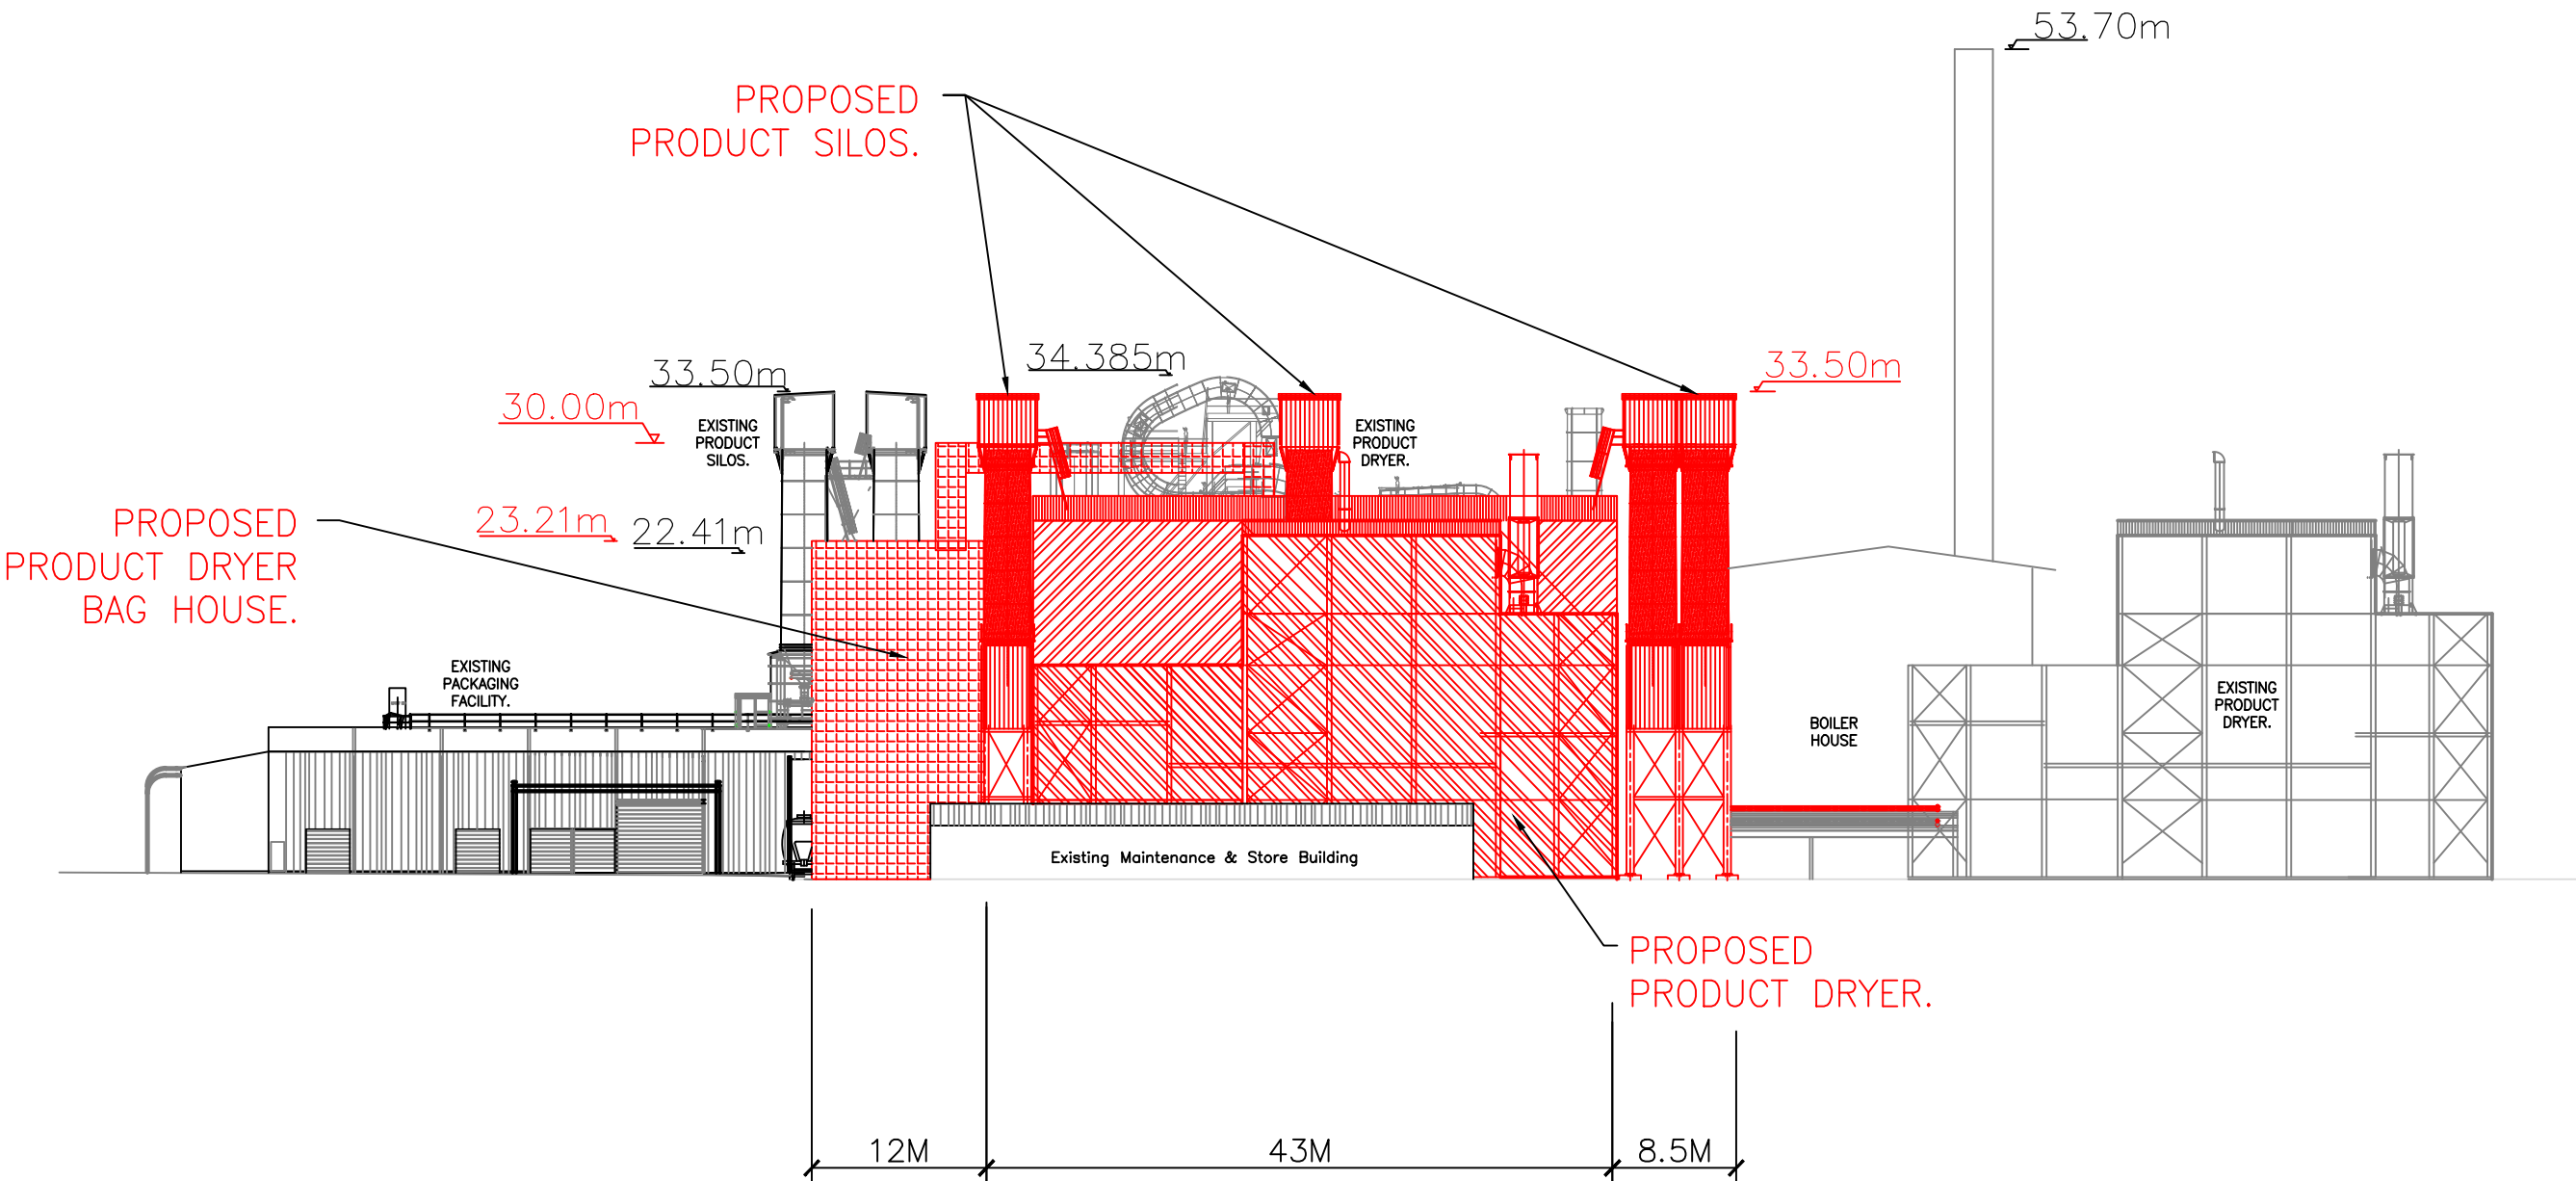 53.70m
PROPOSED
PRODUCT SILOS.
33.50m
34.385m
33.50m
30.00m
EXISTING
PRODUCT
SILOS.
EXISTING
PRODUCT
DRYER.
PROPOSED
PRODUCT DRYER
BAG HOUSE.
23.21m
22.41m
EXISTING
PACKAGING
FACILITY.
BOILER
HOUSE
EXISTING
PRODUCT
DRYER.
Existing Maintenance & Store Building
PROPOSED
PRODUCT DRYER.
12M
43M
8.5M